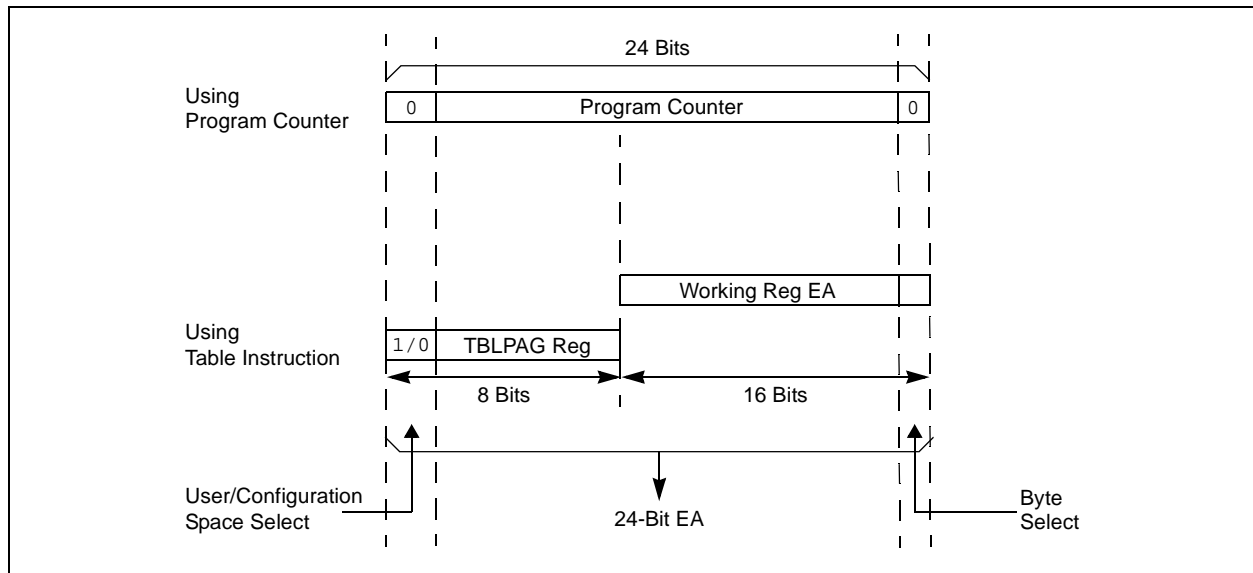 24 Bits
Using
Program Counter
0
Program Counter
0
Working Reg EA
Using
Table Instruction
1/0
TBLPAG Reg
8 Bits
16 Bits
User/Configuration
Space Select
24-Bit EA
Byte
Select